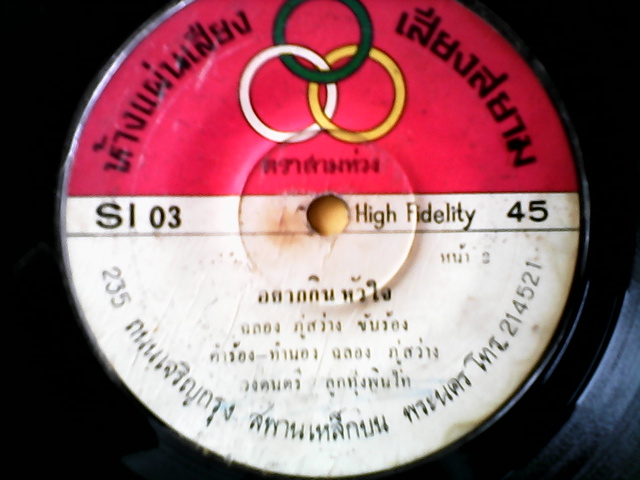 ห้างแผ่นเสียง เสียงสยาม
ตราสามห่วง
SI 03 High Fidelity 45
หน้า 2
อยากกินหัวใจ
ฉลอง ภู่สว่าง ขับร้อง
คำร้อง-ทำนอง ฉลอง ภู่สว่าง
วงดนตรี ลูกทุ่งพินโท
235 ถนนเจริญกรุง สพานเหล็กบน พระนคร โทร. 214521